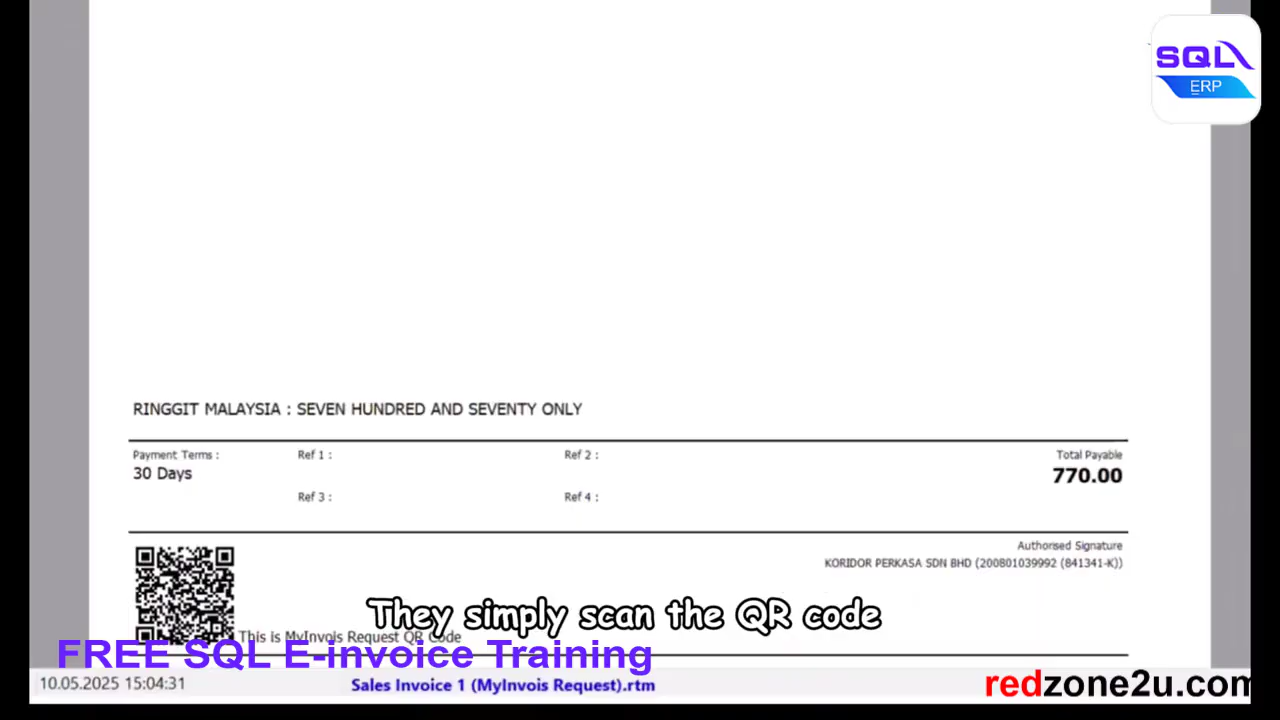 SQL
ERP
RINGGIT MALAYSIA : SEVEN HUNDRED AND SEVENTY ONLY
Payment Terms :
30 Days
Ref 1 :
Ref 2 :
Total Payable
770.00
Ref 3 :
Ref 4 :
Authorised Signature
KORIDOR PERKASA SDN BHD (200801039992 (841341-K))
They simply scan the QR code
This is MyInvois Request QR Code
FREE SQL E-invoice Training
10.05.2025 15:04:31
Sales Invoice 1 (MyInvois Request).rtm
redzone2u.com